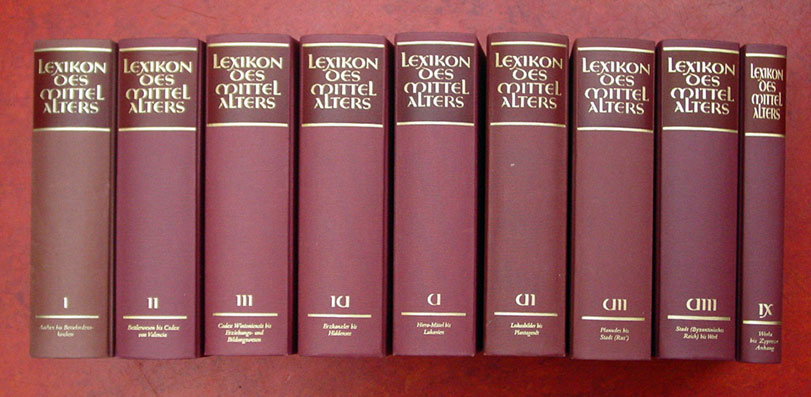 LEXIKON
DES
MITTEL
ALTERS
I
Aachen bis Bettelordens-
kirchen
LEXIKON
DES
MITTEL
ALTERS
II
Bettlerwesen bis Codex
von Valencia
LEXIKON
DES
MITTEL
ALTERS
III
Codex Wintoniensis bis
Erziehungs- und
Bildungswesen
LEXIKON
DES
MITTEL
ALTERS
IV
Erzkanzler bis
Hiddensee
LEXIKON
DES
MITTEL
ALTERS
V
Hiera-Mittel bis
Lukanien
LEXIKON
DES
MITTEL
ALTERS
VI
Lukasbilder bis
Plantagenêt
LEXIKON
DES
MITTEL
ALTERS
VII
Planudes bis
Stadt (Rus')
LEXIKON
DES
MITTEL
ALTERS
VIII
Stadt (Byzantinisches
Reich) bis Werl
LEXIKON
DES
MITTEL
ALTERS
IX
Werla
bis Zypresse
Anhang